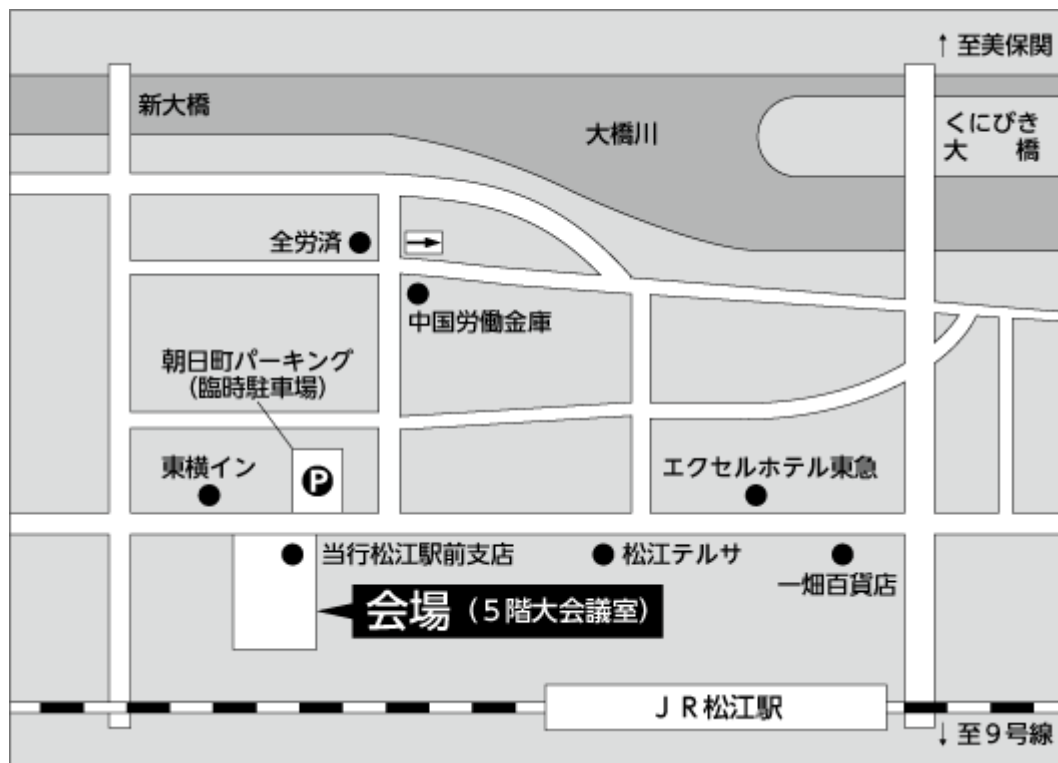 ↑ 至美保関
新大橋
大橋川
くにびき
大　橋
全労済
中国労働金庫
朝日町パーキング
（臨時駐車場）
東横イン
P
エクセルホテル東急
当行松江駅前支店
松江テルサ
一畑百貨店
会場（５階大会議室）
ＪＲ松江駅
↓ 至９号線